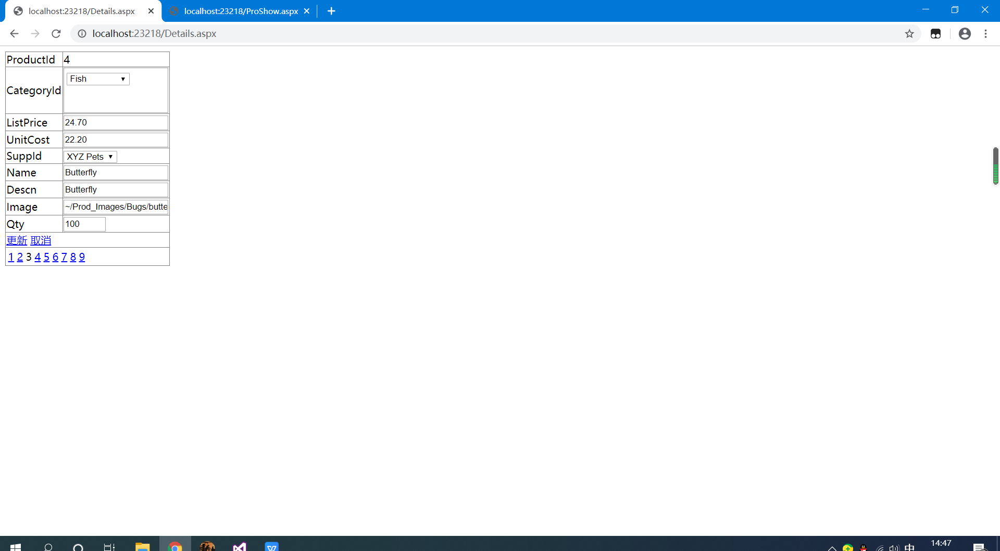 localhost:23218/Details.aspx
localhost:23218/ProShow.aspx
localhost:23218/Details.aspx
ProductId 4
CategoryId Fish
ListPrice 24.70
UnitCost 22.20
SuppId XYZ Pets
Name Butterfly
Descn Butterfly
Image ~/Prod_Images/Bugs/butte
Qty 100
更新 取消
1 2 3 4 5 6 7 8 9
中 14:47